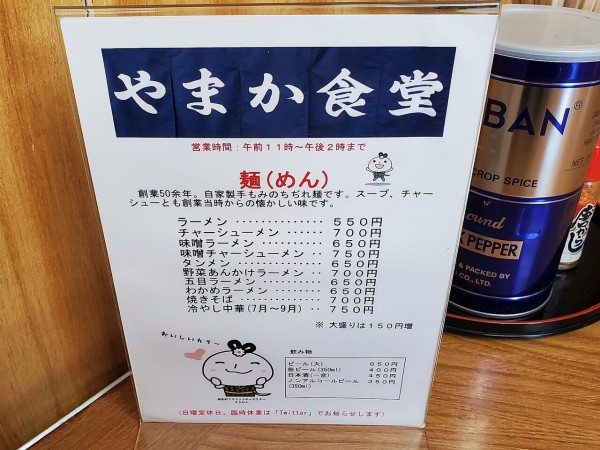 やまか食堂
営業時間：午前１１時～午後２時まで
麺(めん)
創業50余年。自家製手もみのちぢれ麺です。スープ、チャー
シューとも創業当時からの懐かしい味です。
ラーメン ・・・・・・・・・・・・・ ５５０円
チャーシューメン ・・・・・・ ７００円
味噌ラーメン ・・・・・・・・・ ６５０円
味噌チャーシューメン ・・・ ７５０円
タンメン ・・・・・・・・・・・・・ ６５０円
野菜あんかけラーメン ・・ ７００円
五目ラーメン ・・・・・・・・・ ６５０円
わかめラーメン ・・・・・・・ ６５０円
焼きそば ・・・・・・・・・・・・ ７００円
冷やし中華(7月～9月) ・・ ７５０円
※ 大盛りは１５０円増
おいしいカラ～
飲み物
ビール(大) ６５０円
缶ビール(350ml) ４００円
日本酒(一合) ４５０円
ノンアルコールビール ３５０円
(350ml)
(日曜定休日。臨時休業は「Twitter」でお知らせします)
BAN®
CROP SPICE
ound
K PEPPER
& PACKED BY
CO., LTD.